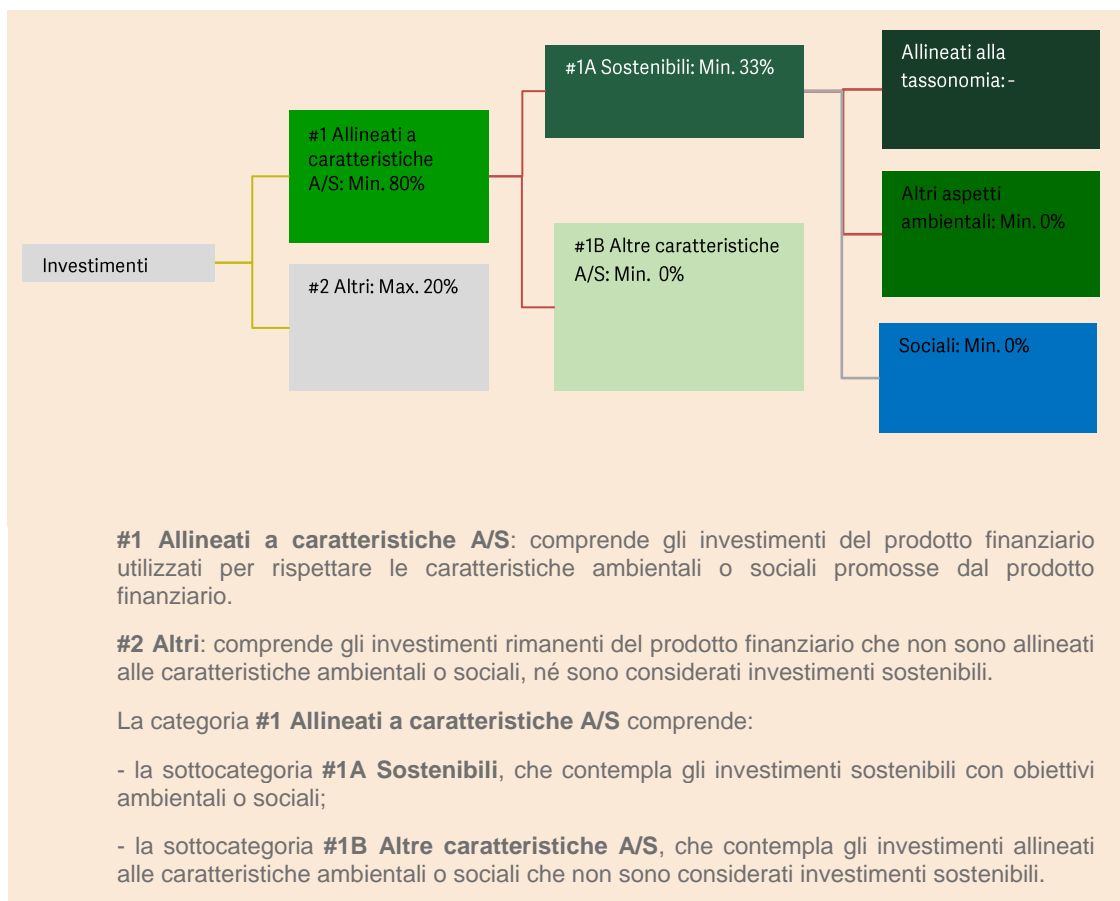 Investimenti
#1 Allineati a
caratteristiche
A/S: Min. 80%
#2 Altri: Max. 20%
#1A Sostenibili: Min. 33%
#1B Altre caratteristiche
A/S: Min. 0%
Allineati alla
tassonomia: -
Altri aspetti
ambientali: Min. 0%
Sociali: Min. 0%
#1 Allineati a caratteristiche A/S: comprende gli investimenti del prodotto finanziario
utilizzati per rispettare le caratteristiche ambientali o sociali promosse dal prodotto
finanziario.
#2 Altri: comprende gli investimenti rimanenti del prodotto finanziario che non sono allineati
alle caratteristiche ambientali o sociali, né sono considerati investimenti sostenibili.
La categoria #1 Allineati a caratteristiche A/S comprende:
- la sottocategoria #1A Sostenibili, che contempla gli investimenti sostenibili con obiettivi
ambientali o sociali;
- la sottocategoria #1B Altre caratteristiche A/S, che contempla gli investimenti allineati
alle caratteristiche ambientali o sociali che non sono considerati investimenti sostenibili.